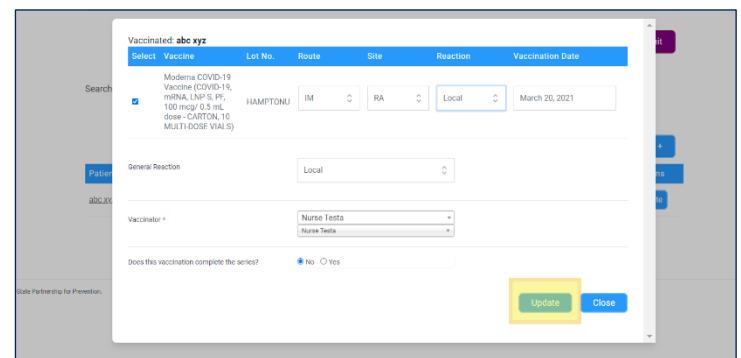 Vaccinated: abc xyz
Select Vaccine Lot No. Route Site Reaction Vaccination Date
Moderna COVID-19
Vaccine (COVID-19,
mRNA, LNP S, PF,
100 mcg/ 0.5 mL
dose - CARTON, 10
MULTI-DOSE VIALS)
HAMPTONU IM RA Local March 20, 2021
Search
+
General Reaction Local
Patien
ns
abc xy
te
Vaccinator *
Nurse Testa
Nurse Testa
Does this vaccination complete the series? No Yes
State Partnership for Prevention.
Update Close